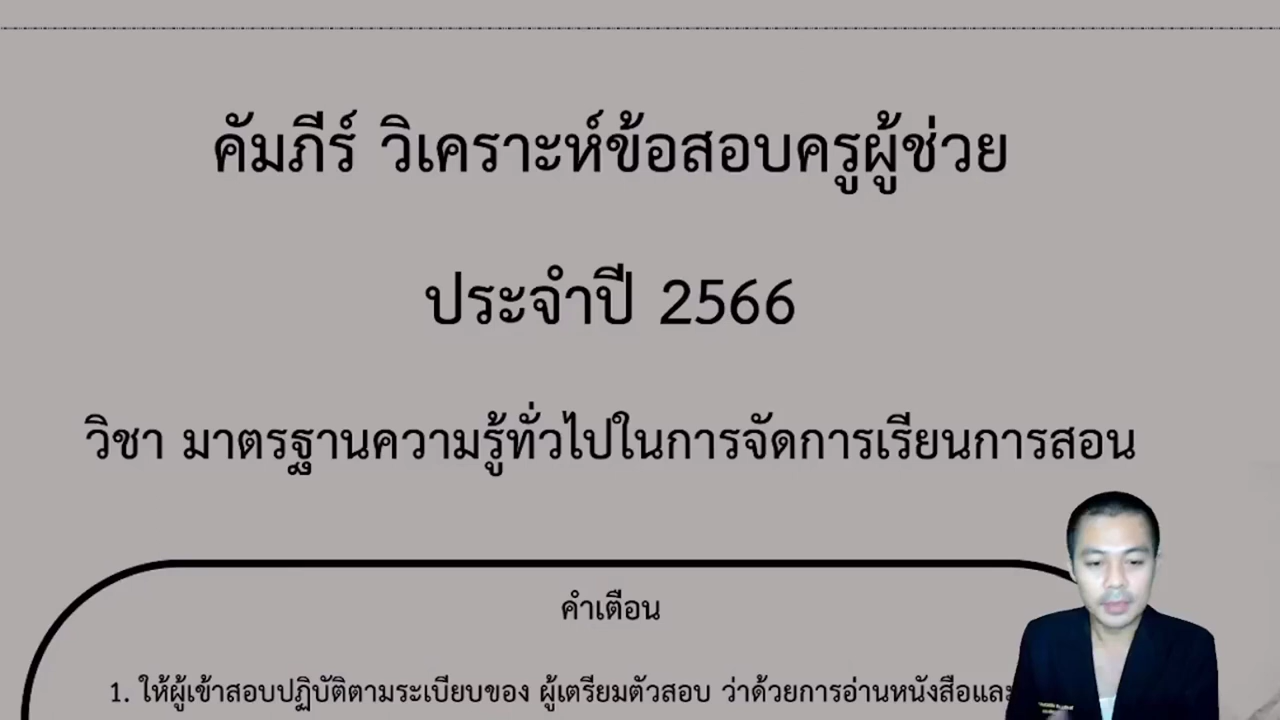 คัมภีร์ วิเคราะห์ข้อสอบครูผู้ช่วย
ประจำปี 2566
วิชา มาตรฐานความรู้ทั่วไปในการจัดการเรียนการสอน
คำเตือน
1. ให้ผู้เข้าสอบปฏิบัติตามระเบียบของ ผู้เตรียมตัวสอบ ว่าด้วยการอ่านหนังสือและ